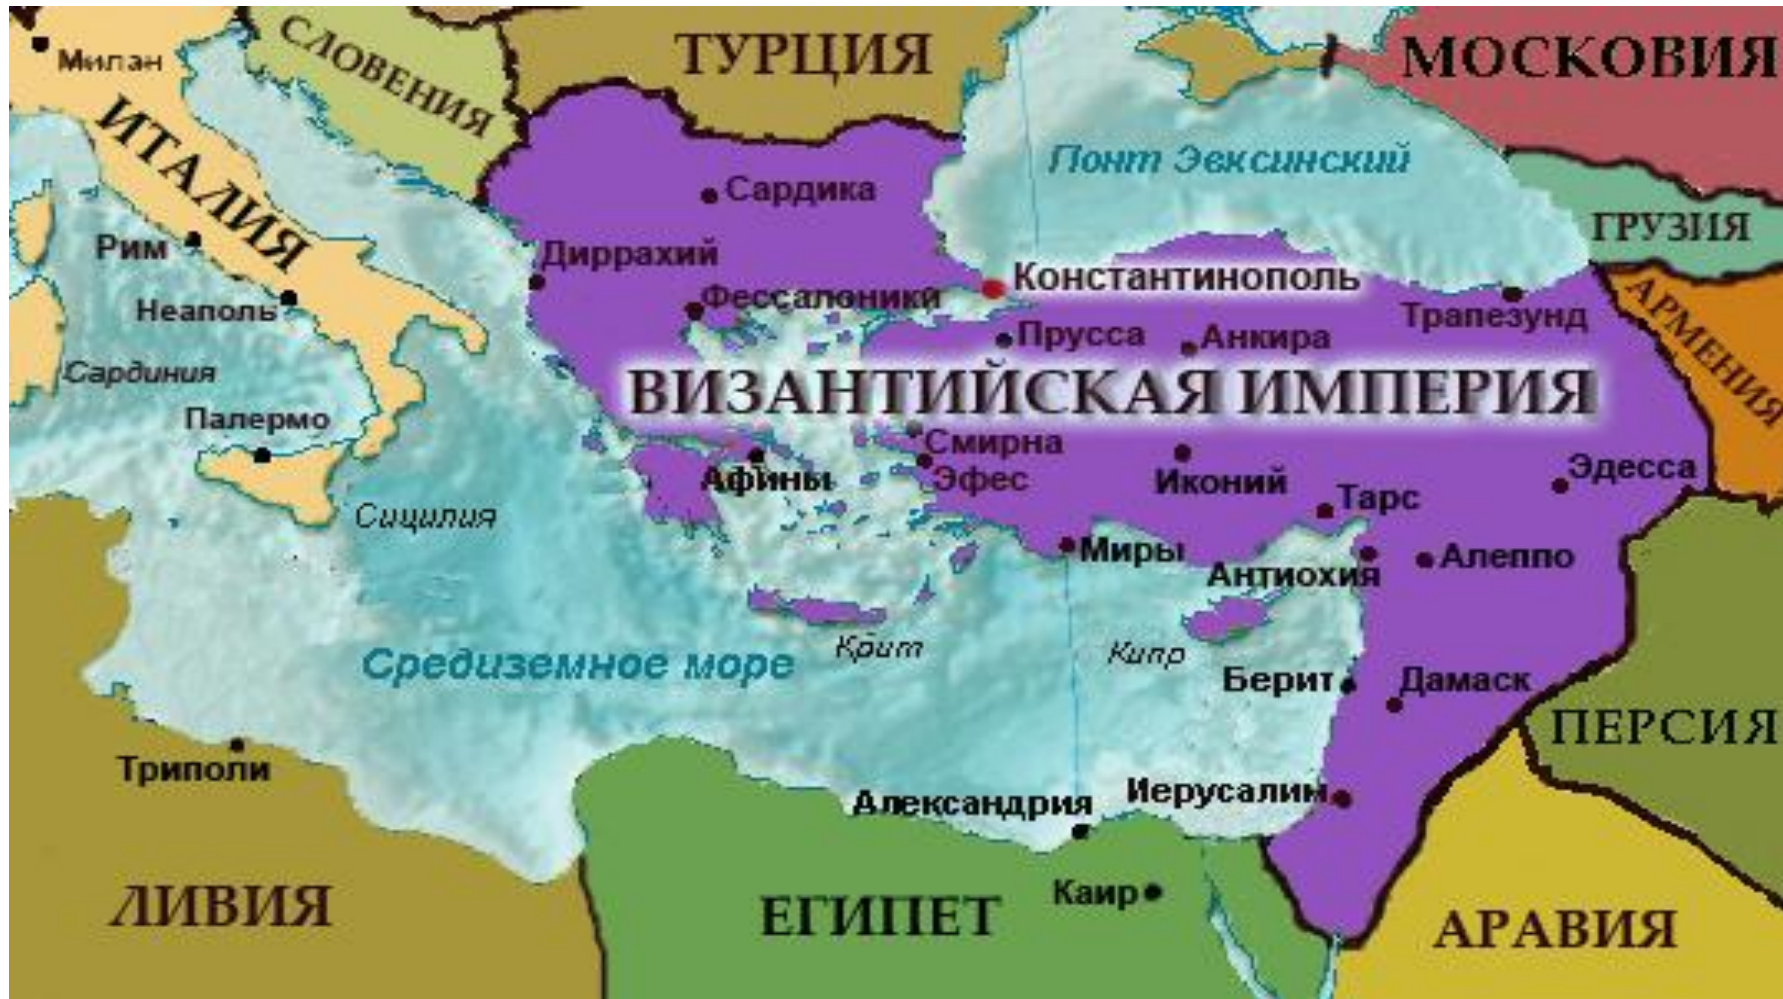 Милан
СЛОВЕНИЯ
ТУРЦИЯ
МОСКОВИЯ
ИТАЛИЯ
Понт Эвксинский
Сардика
ГРУЗИЯ
Рим
Диррахий
Константинополь
Фессалоники
Неаполь
Трапезунд
АРМЕНИЯ
Прусса
Анкира
Сардиния
ВИЗАНТИЙСКАЯ ИМПЕРИЯ
Палермо
Смирна
Эфес
Афины
Иконий
Эдесса
Тарс
Сицилия
Миры
Антиохия
Алеппо
Крит
Кипр
Средиземное море
Берит
Дамаск
ПЕРСИЯ
Триполи
Александрия
Иерусалим
ЛИВИЯ
ЕГИПЕТ
Каир
АРАВИЯ